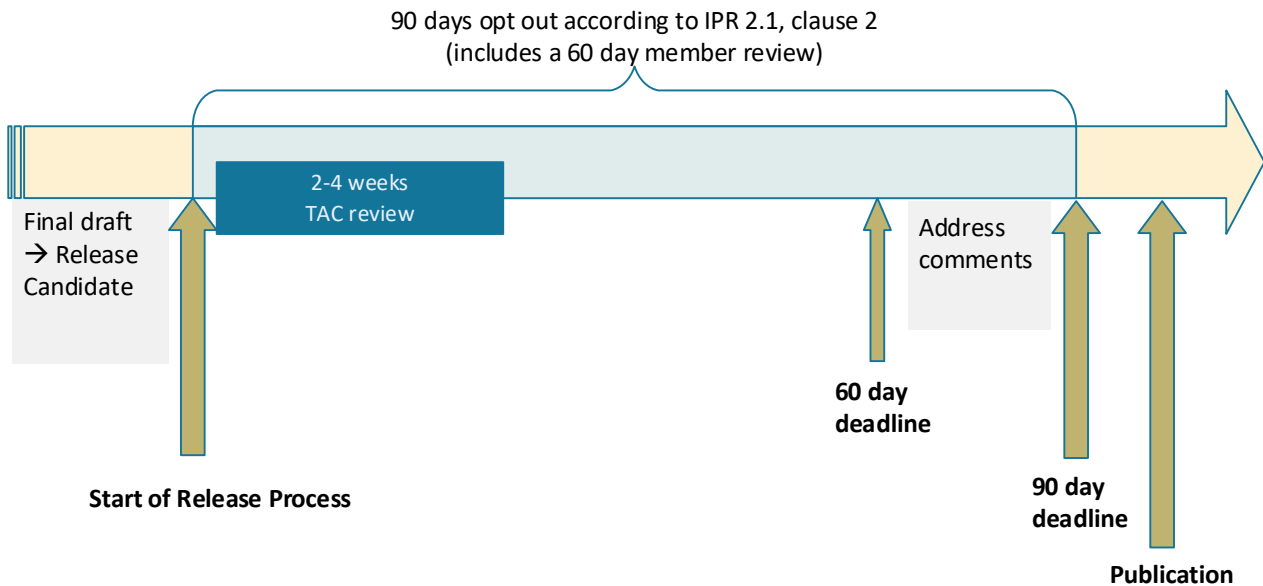 90 days opt out according to IPR 2.1, clause 2
(includes a 60 day member review)
2-4 weeks
TAC review
Final draft
→ Release
Candidate
Address
comments
60 day
deadline
Start of Release Process
90 day
deadline
Publication